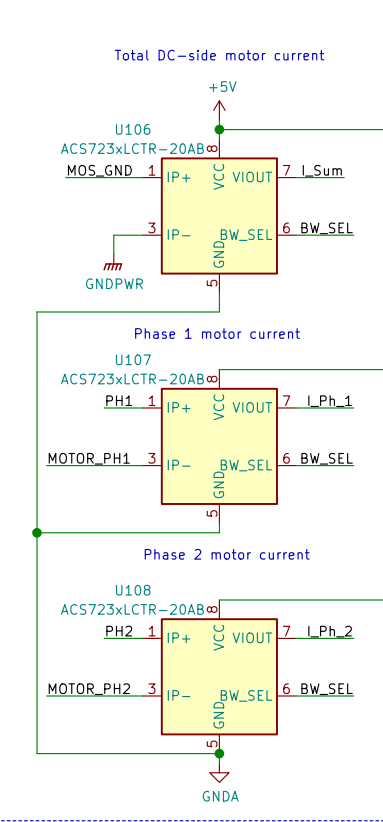 Total DC-side motor current
+5V
U106
ACS723xLCTR-20AB
8
MOS_GND 1 IP+ VCC VIOUT 7 I_Sum
3 IP- BW_SEL 6 BW_SEL
GND
GNDPWR
5
Phase 1 motor current
U107
ACS723xLCTR-20AB
8
PH1 1 IP+ VCC VIOUT 7 I_Ph_1
MOTOR_PH1 3 IP- BW_SEL 6 BW_SEL
GND
5
Phase 2 motor current
U108
ACS723xLCTR-20AB
8
PH2 1 IP+ VCC VIOUT 7 I_Ph_2
MOTOR_PH2 3 IP- BW_SEL 6 BW_SEL
GND
5
GNDA